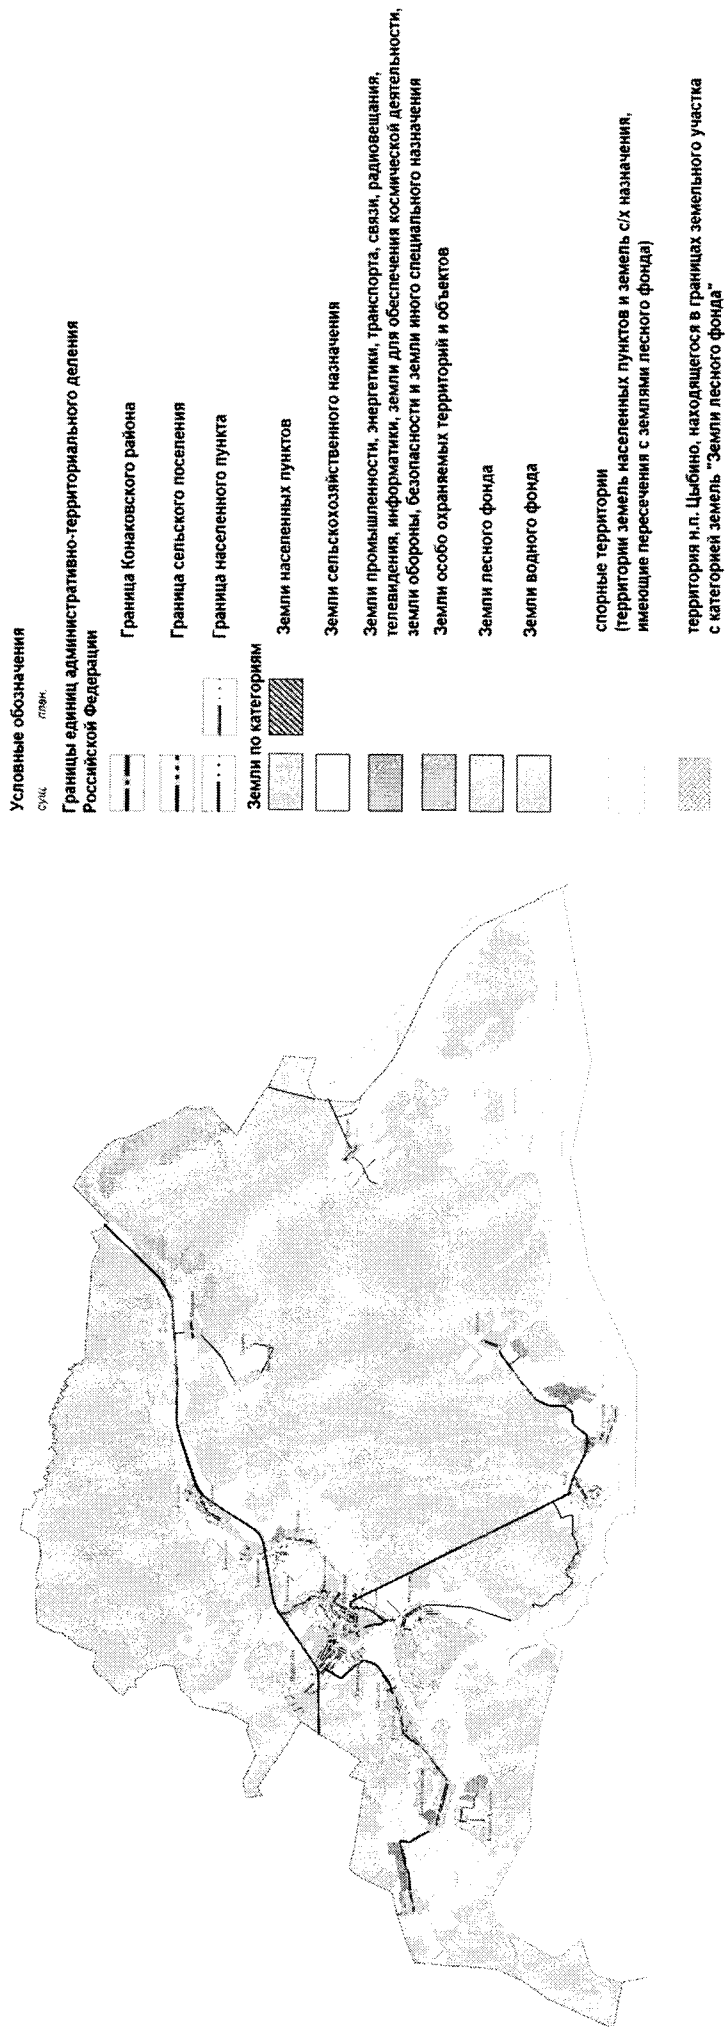 Условные обозначения
сущ. план.
Границы единиц административно-территориального деления
Российской Федерации
Граница Конаковского района
Граница сельского поселения
Граница населенного пункта
Земли по категориям
Земли населенных пунктов
Земли сельскохозяйственного назначения
Земли промышленности, энергетики, транспорта, связи, радиовещания,
телевидения, информатики, земли для обеспечения космической деятельности,
земли обороны, безопасности и земли иного специального назначения
Земли особо охраняемых территорий и объектов
Земли лесного фонда
Земли водного фонда
спорные территории
(территории земель населенных пунктов и земель с/х назначения,
имеющие пересечения с землями лесного фонда)
территория н.п. Цыбино, находящегося в границах земельного участка
с категорией земель "Земли лесного фонда"